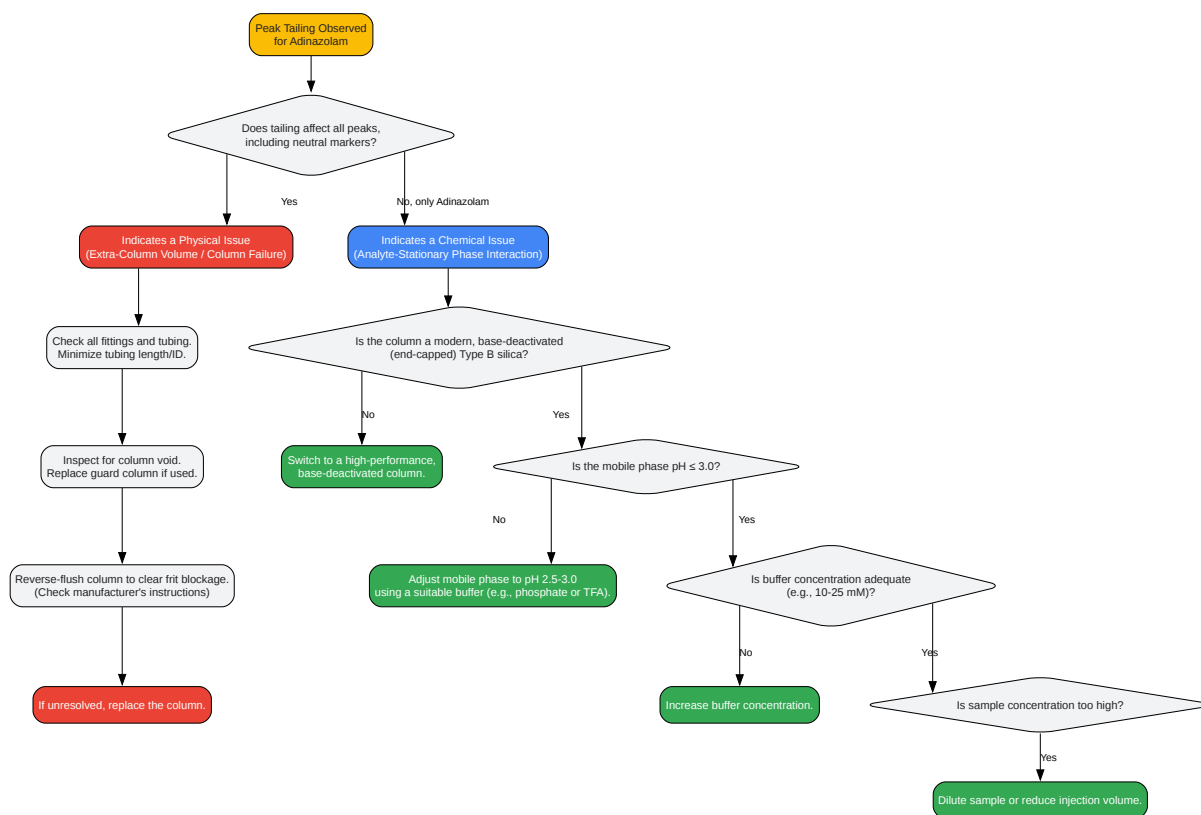 Peak Tailing Observed
for Adinazolam
Does tailing affect all peaks,
including neutral markers?
Yes
No, only Adinazolam
Indicates a Physical Issue
(Extra-Column Volume / Column Failure)
Indicates a Chemical Issue
(Analyte-Stationary Phase Interaction)
Check all fittings and tubing.
Minimize tubing length/ID.
Is the column a modern, base-deactivated
(end-capped) Type B silica?
No
Yes
Inspect for column void.
Replace guard column if used.
Switch to a high-performance,
base-deactivated column.
Is the mobile phase pH ≤ 3.0?
No
Yes
Reverse-flush column to clear frit blockage.
(Check manufacturer's instructions)
Adjust mobile phase to pH 2.5-3.0
using a suitable buffer (e.g., phosphate or TFA).
Is buffer concentration adequate
(e.g., 10-25 mM)?
No
Yes
If unresolved, replace the column.
Increase buffer concentration.
Is sample concentration too high?
Yes
Dilute sample or reduce injection volume.